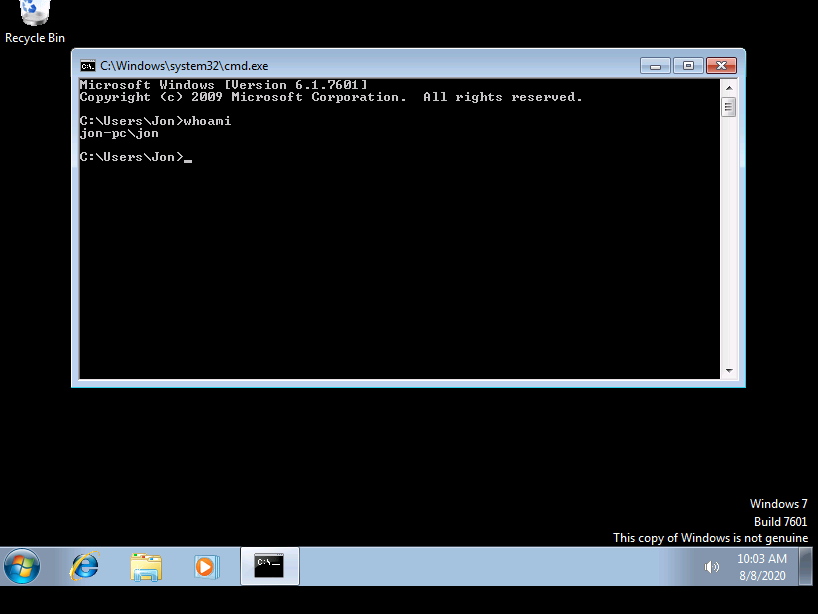 Recycle Bin
C:\Windows\system32\cmd.exe
Microsoft Windows [Version 6.1.7601]
Copyright (c) 2009 Microsoft Corporation.  All rights reserved.
C:\Users\Jon>whoami
jon-pc\jon
C:\Users\Jon>_
Windows 7
Build 7601
This copy of Windows is not genuine
10:03 AM
8/8/2020